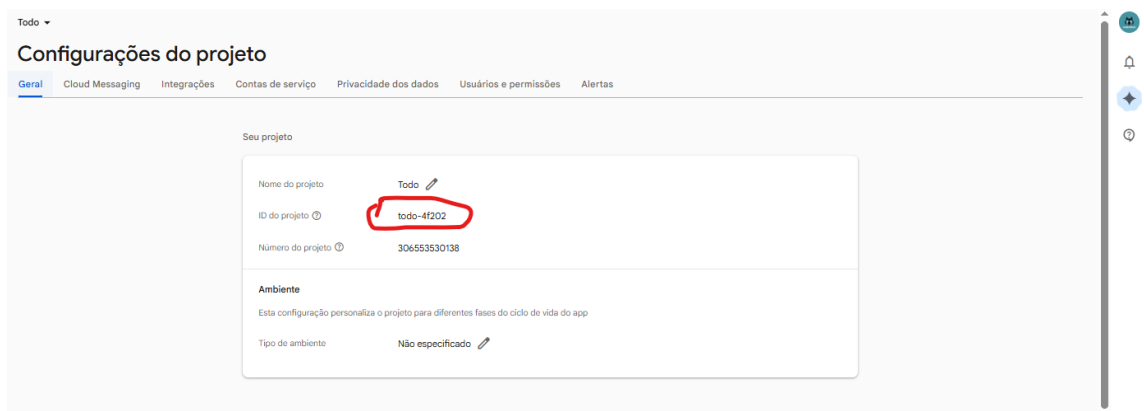 Todo
Configurações do projeto
Geral Cloud Messaging Integrações Contas de serviço Privacidade dos dados Usuários e permissões Alertas
Seu projeto
Nome do projeto Todo
ID do projeto todo-4f202
Número do projeto 306553530138
Ambiente
Esta configuração personaliza o projeto para diferentes fases do ciclo de vida do app
Tipo de ambiente Não especificado